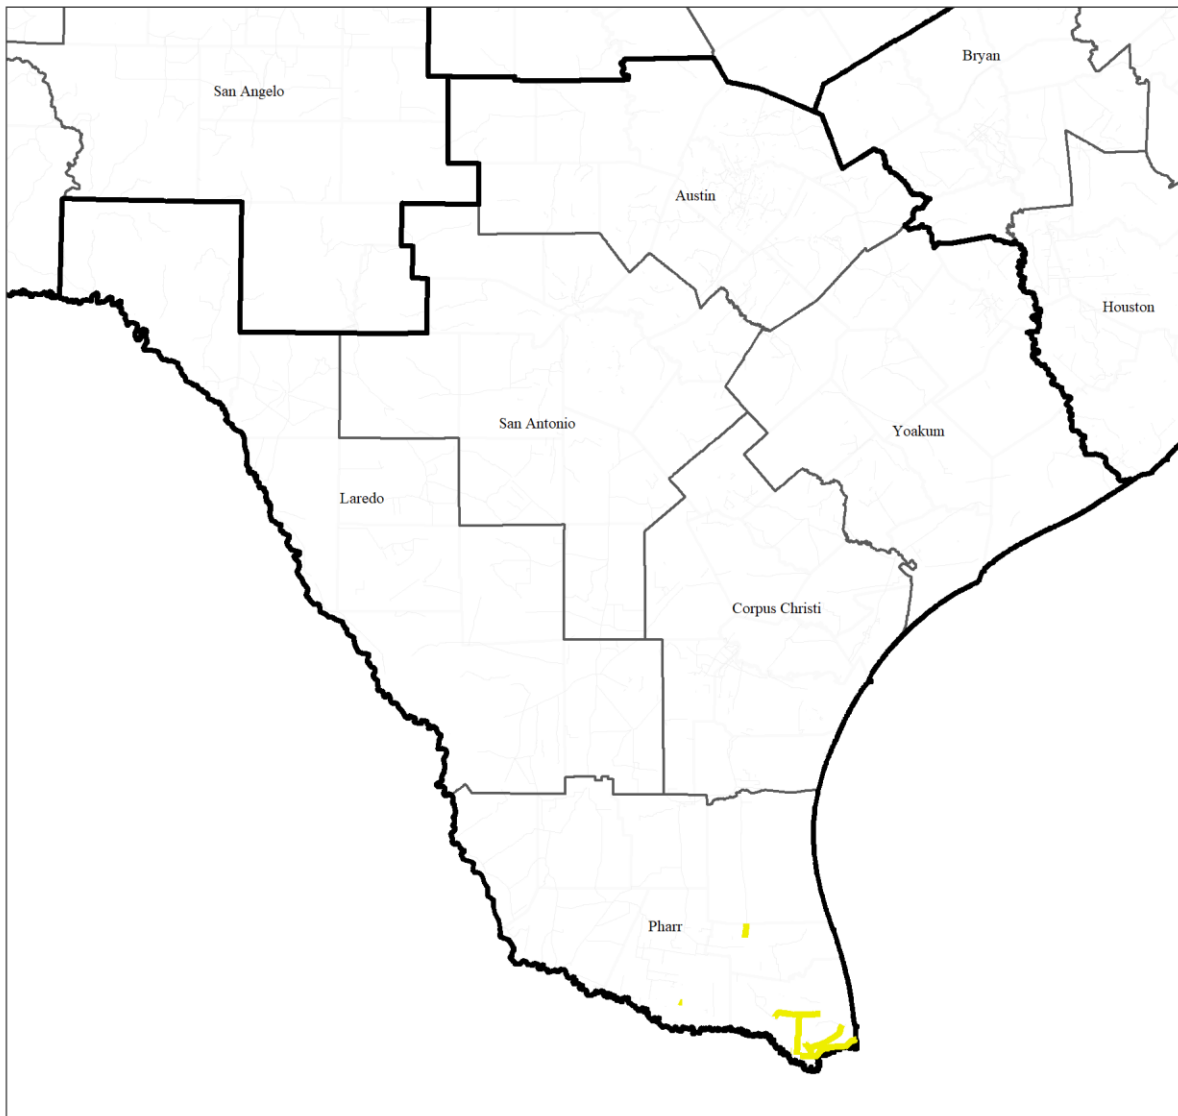 Bryan
San Angelo
Austin
Houston
San Antonio
Yoakum
Laredo
Corpus Christi
Pharr